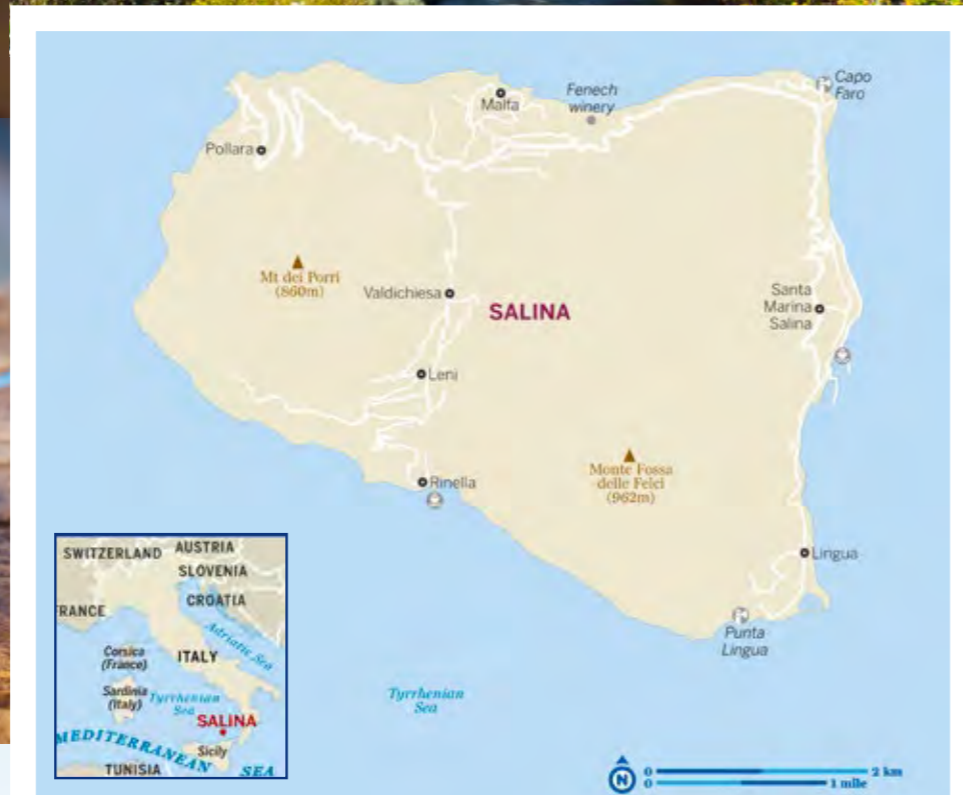 Capo
Faro
Malfa
Fenech
winery
Pollara
Mt dei Porri
(860m)
Valdichiesa
SALINA
Santa
Marina
Salina
Leni
Monte Fossa
delle Felci
(962m)
Rinella
Lingua
Punta
Lingua
Tyrrhenian
Sea
SWITZERLAND
AUSTRIA
SLOVENIA
CROATIA
FRANCE
Adriatic Sea
Corsica
(France)
ITALY
Sardinia
(Italy)
Tyrrhenian
Sea
SALINA
MEDITERRANEAN
SEA
Sicily
TUNISIA
N
0 2 km
0 1 mile